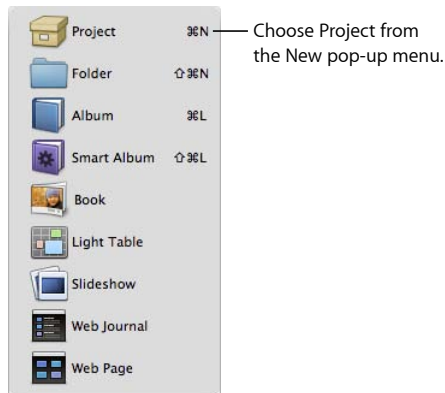 Project ⌘N
Choose Project from
the New pop-up menu.
Folder ⇧⌘N
Album ⌘L
Smart Album ⇧⌘L
Book
Light Table
Slideshow
Web Journal
Web Page